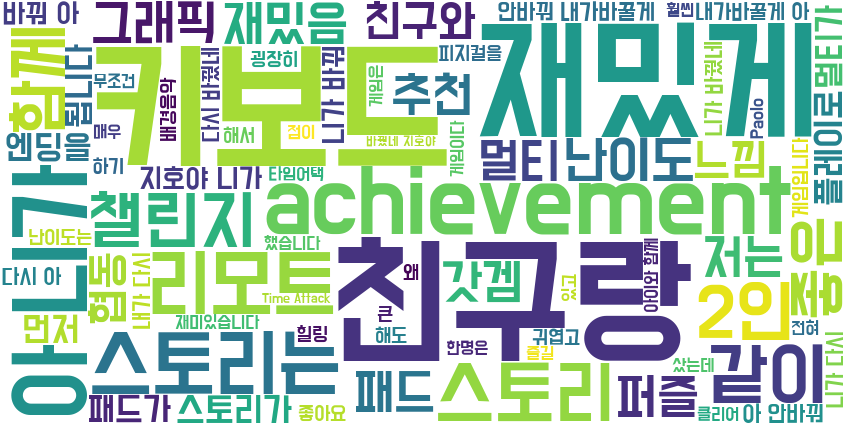 바꿔 아
그래픽
재밌음
친구와
안바꿔 내가바꿀게
훨씬
내가바꿀게 아
멀티가
함께
됩니다
무조건
키보드
배경음악
다시 바꿨네
굉장히
니가 바꿔
게임은
피지컬을
추천
재밌게
니가 바꿨네
Paolo
엔딩을
매우
해서
접이
바꿨네 지호야
게임이다
멀티
난이도
느낌
플레이로
하기
지호야 니가
타임어택
게임입니다
아니가
챌린지
achievement
난이도는
했습니다
친구랑
저는
좋은
다시 아
협동
내가 다시
리모트
Time Attack
왜
갓겜
있고
아이와 함께
2인
먼저
재미있습니다
힐링
큰
해도
한명은
귀엽고
즐길
전혀
스토리는
패드
스토리
샀는데
퍼즐
같이
니가 다시
패드가
스토리가
좋아요
클리어
아 안바꿔